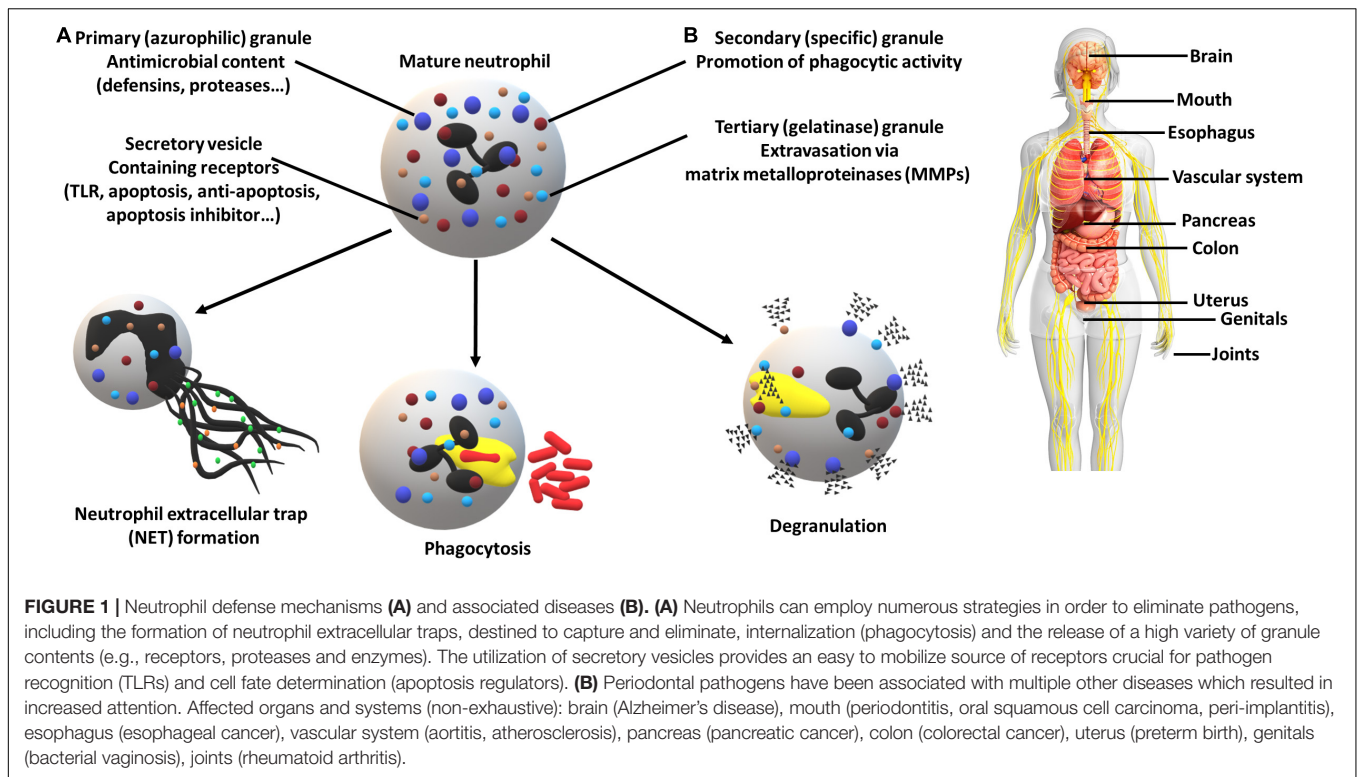 A Primary (azurophilic) granule
Antimicrobial content
(defensins, proteases...)
Secretory vesicle
Containing receptors
(TLR, apoptosis, anti-apoptosis,
apoptosis inhibitor...)
Mature neutrophil
B Secondary (specific) granule
Promotion of phagocytic activity
Tertiary (gelatinase) granule
Extravasation via
matrix metalloproteinases (MMPs)
Neutrophil extracellular trap
(NET) formation
Phagocytosis
Degranulation
Brain
Mouth
Esophagus
Vascular system
Pancreas
Colon
Uterus
Genitals
Joints
FIGURE 1 | Neutrophil defense mechanisms (A) and associated diseases (B). (A) Neutrophils can employ numerous strategies in order to eliminate pathogens,
including the formation of neutrophil extracellular traps, destined to capture and eliminate, internalization (phagocytosis) and the release of a high variety of granule
contents (e.g., receptors, proteases and enzymes). The utilization of secretory vesicles provides an easy to mobilize source of receptors crucial for pathogen
recognition (TLRs) and cell fate determination (apoptosis regulators). (B) Periodontal pathogens have been associated with multiple other diseases which resulted in
increased attention. Affected organs and systems (non-exhaustive): brain (Alzheimer's disease), mouth (periodontitis, oral squamous cell carcinoma, peri-implantitis),
esophagus (esophageal cancer), vascular system (aortitis, atherosclerosis), pancreas (pancreatic cancer), colon (colorectal cancer), uterus (preterm birth), genitals
(bacterial vaginosis), joints (rheumatoid arthritis).